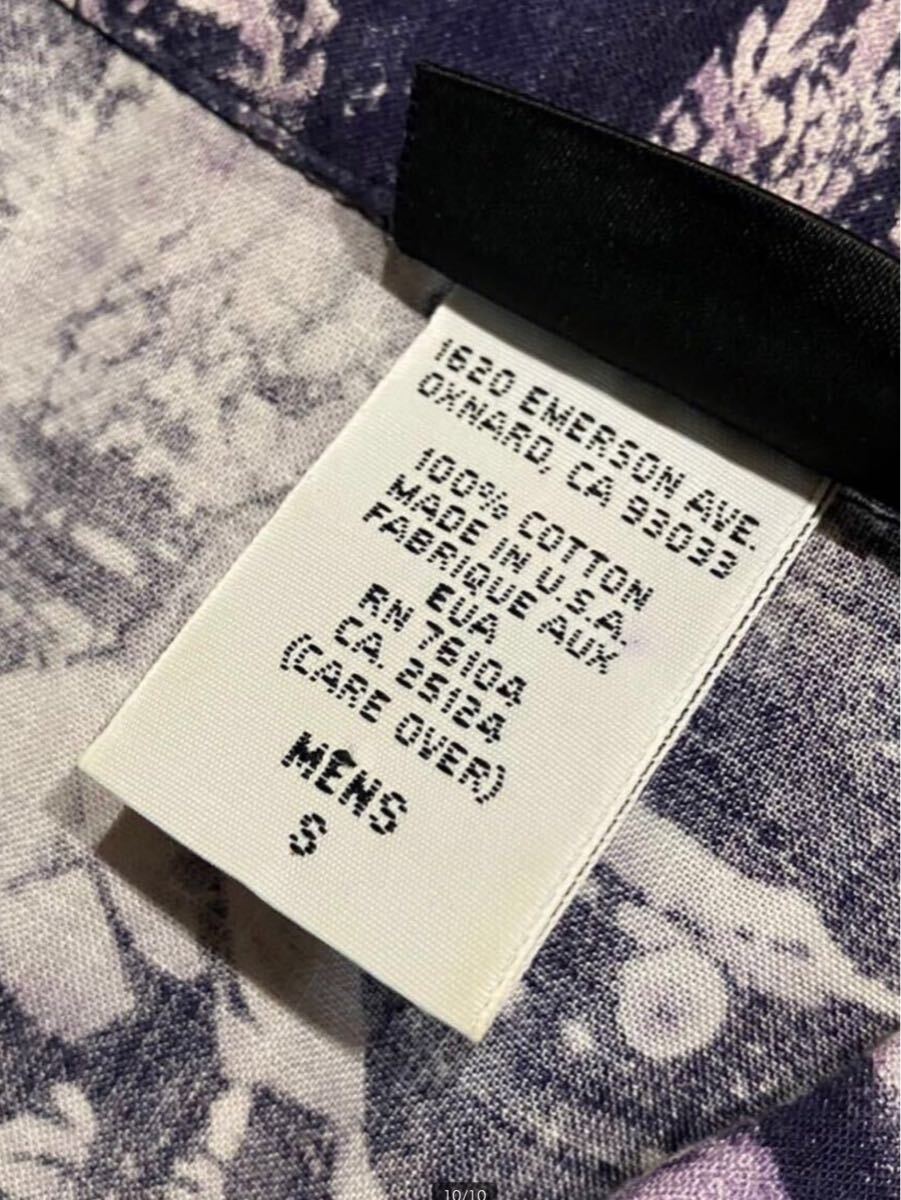 1620 EMERSON AVE.
OXNARD, CA 93033
100% COTTON
MADE IN U.S.A.
FABRIQUE AUX
EUA
RN 76104
CA. 25124
(CARE OVER)
MENS
S
10/10